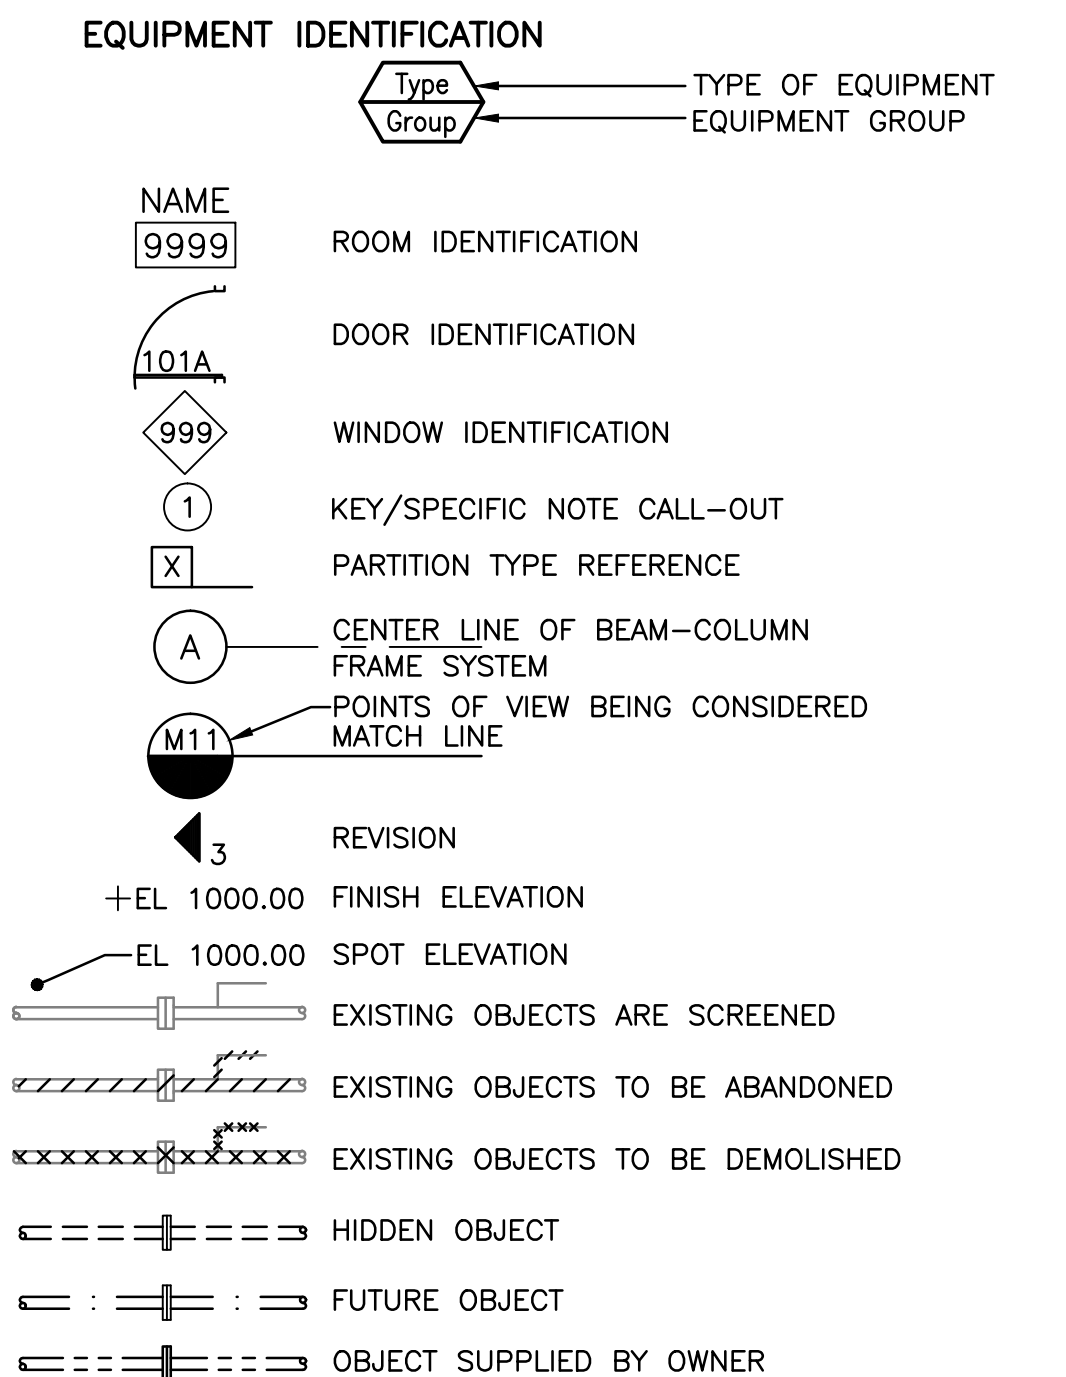 EQUIPMENT IDENTIFICATION
Type
TYPE OF EQUIPMENT
Group
EQUIPMENT GROUP
NAME
9999
ROOM IDENTIFICATION
DOOR IDENTIFICATION
101A
999
WINDOW IDENTIFICATION
1
KEY/SPECIFIC NOTE CALL-OUT
X
PARTITION TYPE REFERENCE
A
CENTER LINE OF BEAM-COLUMN
FRAME SYSTEM
POINTS OF VIEW BEING CONSIDERED
M11
MATCH LINE
3
REVISION
+EL 1000.00 FINISH ELEVATION
EL 1000.00 SPOT ELEVATION
EXISTING OBJECTS ARE SCREENED
EXISTING OBJECTS TO BE ABANDONED
EXISTING OBJECTS TO BE DEMOLISHED
HIDDEN OBJECT
FUTURE OBJECT
OBJECT SUPPLIED BY OWNER